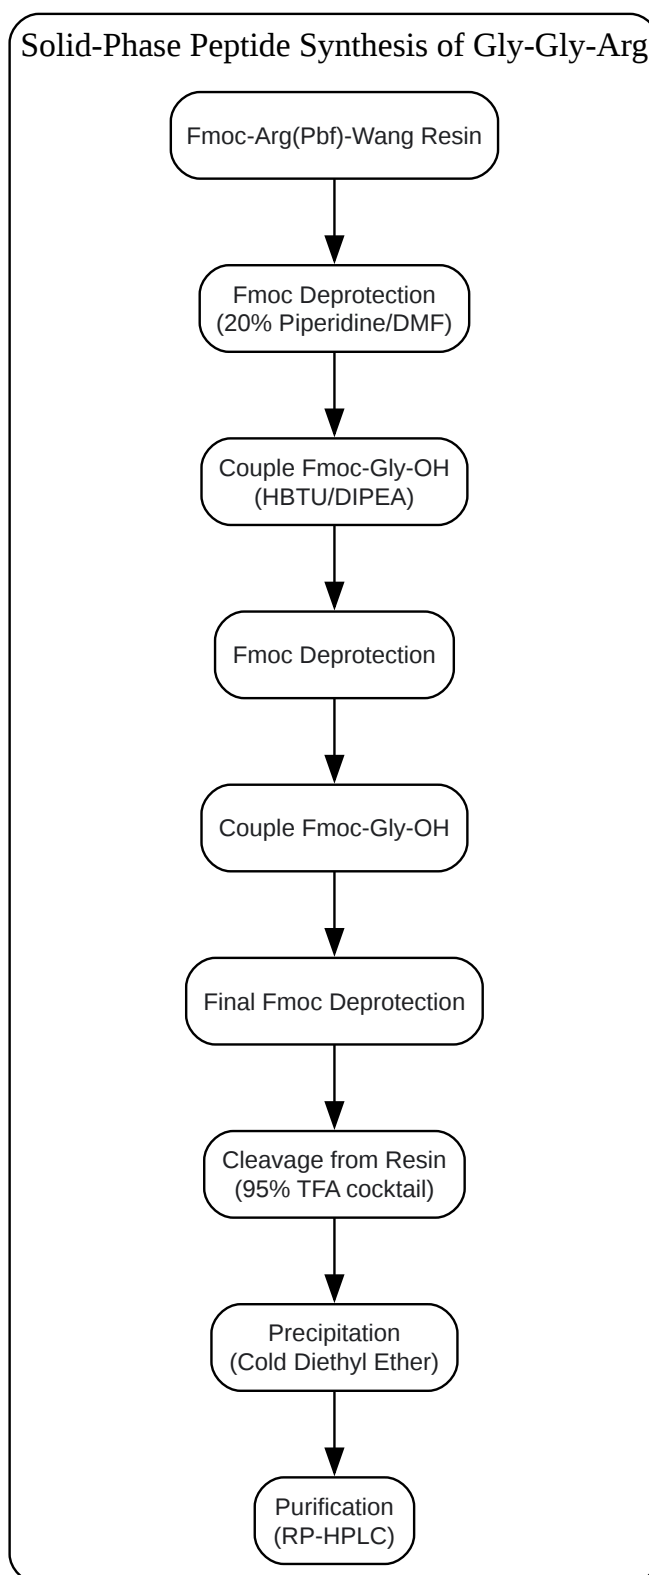 Solid-Phase Peptide Synthesis of Gly-Gly-Arg
Fmoc-Arg(Pbf)-Wang Resin
Fmoc Deprotection
(20% Piperidine/DMF)
Couple Fmoc-Gly-OH
(HBTU/DIPEA)
Fmoc Deprotection
Couple Fmoc-Gly-OH
Final Fmoc Deprotection
Cleavage from Resin
(95% TFA cocktail)
Precipitation
(Cold Diethyl Ether)
Purification
(RP-HPLC)